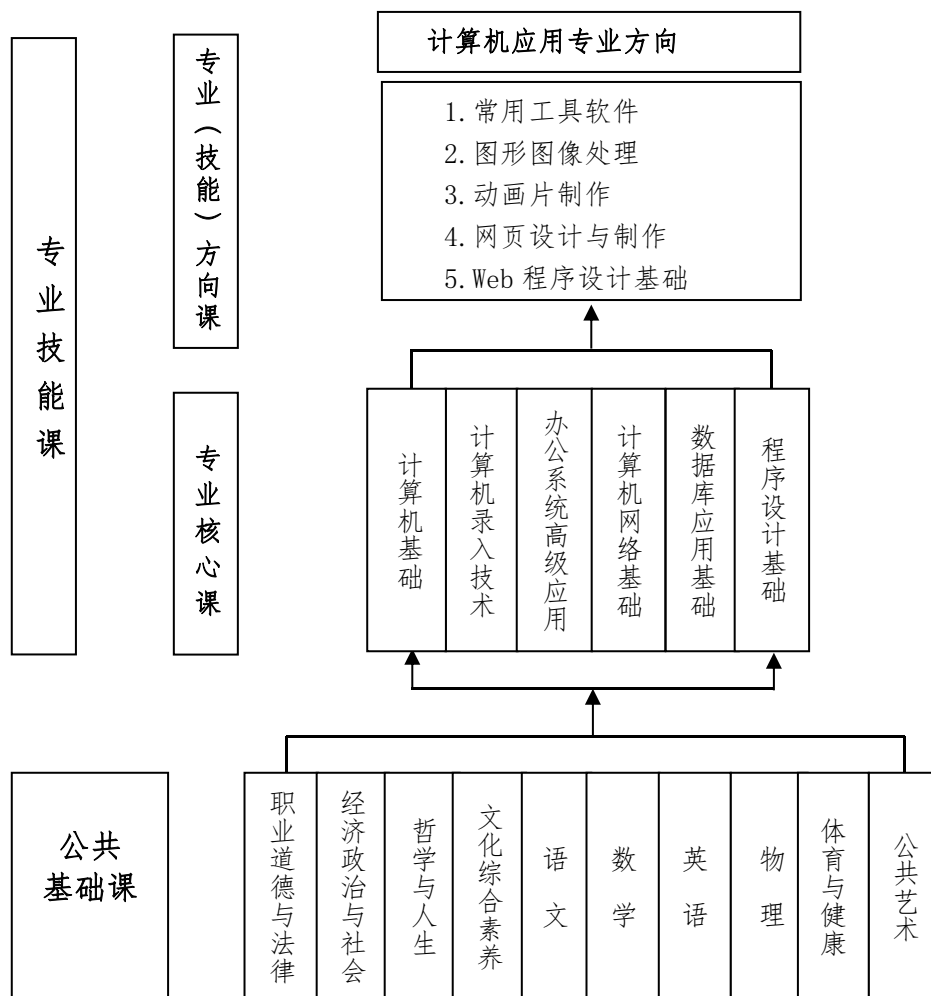 计算机应用专业方向
专业（技能）方向课
1.常用工具软件
2.图形图像处理
3.动画片制作
4.网页设计与制作
5.Web 程序设计基础
专业技能课
专业核心课
计算机基础
计算机录入技术
办公系统高级应用
计算机网络基础
数据库应用基础
程序设计基础
公共
基础课
职业道德与法律
经济政治与社会
哲学与人生
文化综合素养
语文
数学
英语
物理
体育与健康
公共艺术